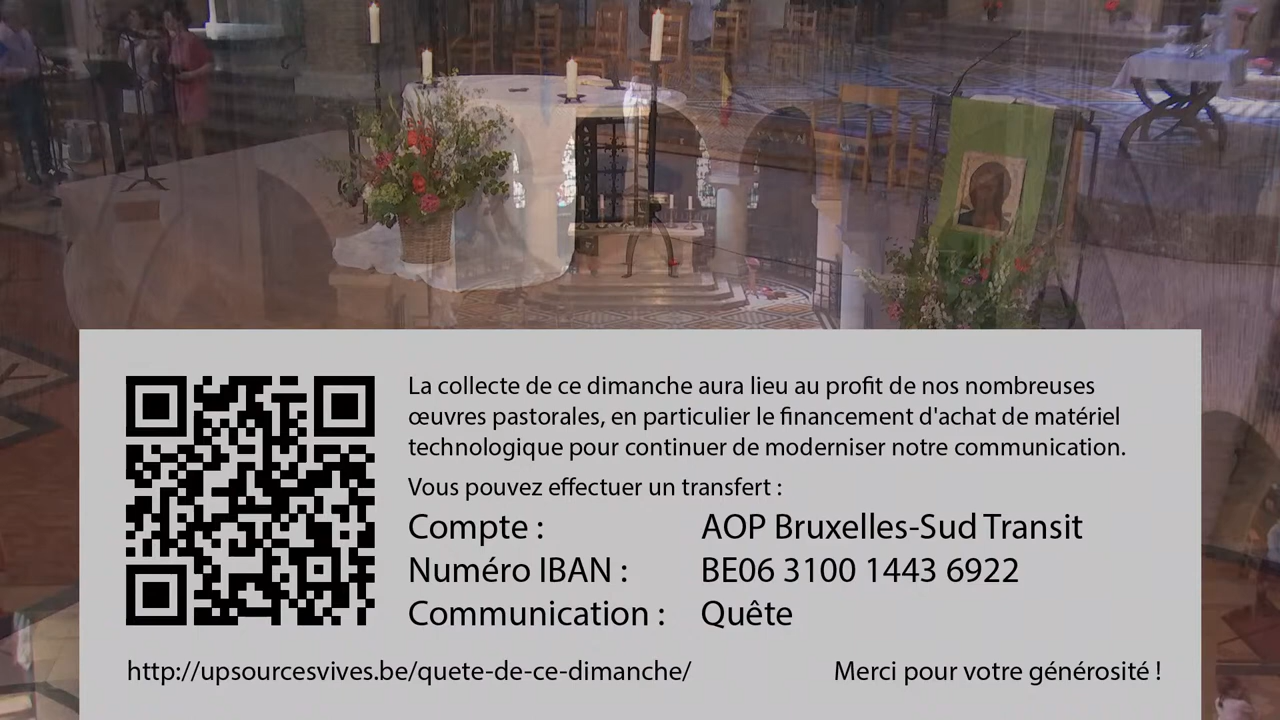 La collecte de ce dimanche aura lieu au profit de nos nombreuses
œuvres pastorales, en particulier le financement d'achat de matériel
technologique pour continuer de moderniser notre communication.
Vous pouvez effectuer un transfert :
Compte : AOP Bruxelles-Sud Transit
Numéro IBAN : BE06 3100 1443 6922
Communication : Quête
http://upsourcesvives.be/quete-de-ce-dimanche/ Merci pour votre générosité !